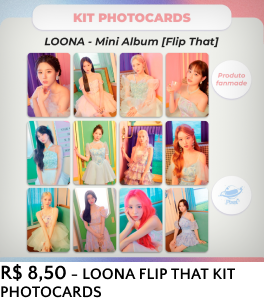 KIT PHOTOCARDS
LOONA - Mini Album [Flip That]
Produto
fanmade
R$ 8,50 - LOONA FLIP THAT KIT
PHOTOCARDS